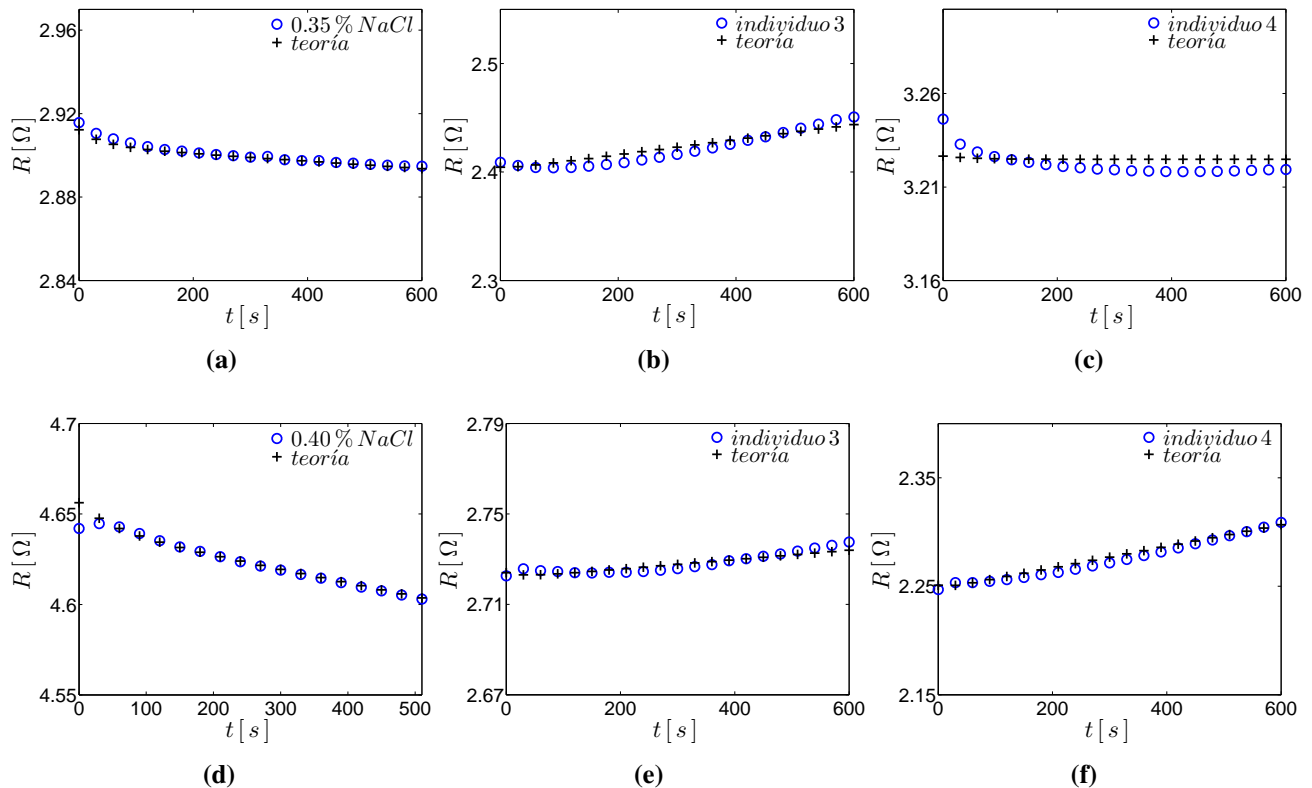 2.96
2.92
2.88
2.84
R [ Ω ]
0 200 400 600
t [ s ]
0.35 % NaCl
teoría
(a)
2.5
2.4
2.3
R [ Ω ]
0 200 400 600
t [ s ]
individuo 3
teoría
(b)
3.26
3.21
3.16
R [ Ω ]
0 200 400 600
t [ s ]
individuo 4
teoría
(c)
4.7
4.65
4.6
4.55
R [ Ω ]
0 100 200 300 400 500
t [ s ]
0.40 % NaCl
teoría
(d)
2.79
2.75
2.71
2.67
R [ Ω ]
0 200 400 600
t [ s ]
individuo 3
teoría
(e)
2.35
2.25
2.15
R [ Ω ]
0 200 400 600
t [ s ]
individuo 4
teoría
(f)